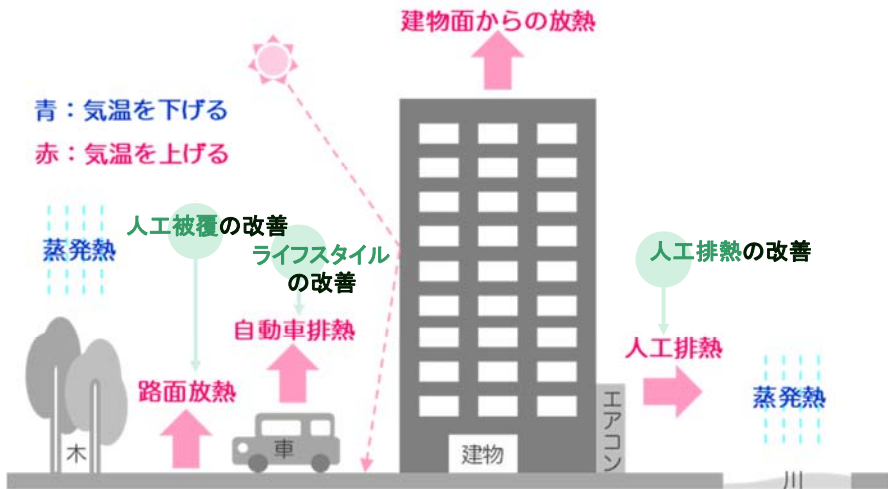 建物面からの放熱
青：気温を下げる
赤：気温を上げる
人工被覆の改善
ライフスタイル
の改善
人工排熱の改善
蒸発熱
自動車排熱
人工排熱
路面放熱
蒸発熱
エアコン
木
車
建物
川